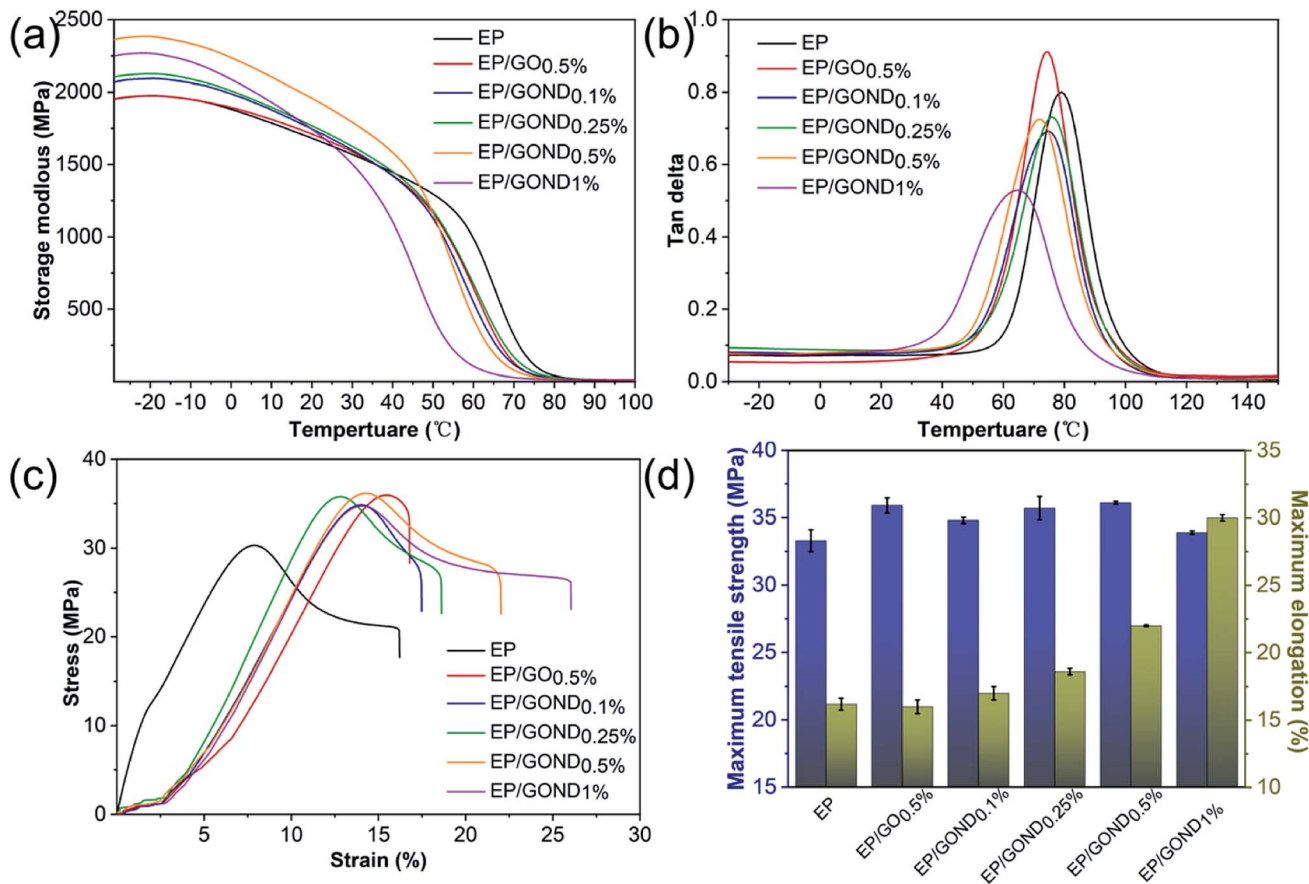 (a)
2500
2000
1500
1000
500
Storage modlous (MPa)
EP
EP/GO0.5%
EP/GOND0.1%
EP/GOND0.25%
EP/GOND0.5%
EP/GOND1%
-20 -10 0 10 20 30 40 50 60 70 80 90 100
Tempertuare (℃)
(b)
1.0
0.8
0.6
0.4
0.2
0.0
Tan delta
EP
EP/GO0.5%
EP/GOND0.1%
EP/GOND0.25%
EP/GOND0.5%
EP/GOND1%
-20 0 20 40 60 80 100 120 140
Tempertuare (℃)
(c)
40
30
20
10
0
Stress (MPa)
EP
EP/GO0.5%
EP/GOND0.1%
EP/GOND0.25%
EP/GOND0.5%
EP/GOND1%
5 10 15 20 25 30
Strain (%)
(d)
40
35
30
25
20
15
Maximum tensile strength (MPa)
35
30
25
20
15
10
Maximum elongation (%)
EP
EP/GO0.5%
EP/GOND0.1%
EP/GOND0.25%
EP/GOND0.5%
EP/GOND1%